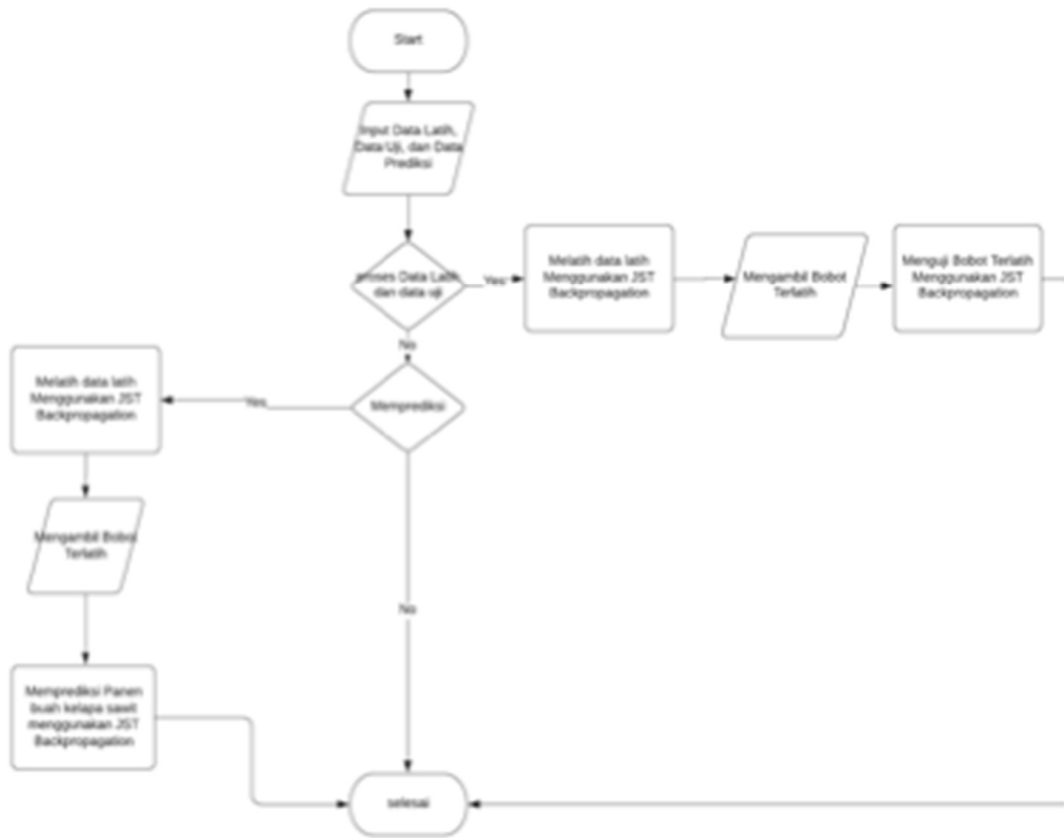 Start
Input Data Latih,
Data Uji, dan Data
Prediksi
proses Data Latih
dan data uji
Yes
Melatih data latih
Menggunakan JST
Backpropagation
Mengambil Bobot
Terlatih
Menguji Bobot Terlatih
Menggunakan JST
Backpropagation
No
Memprediksi
Yes
Melatih data latih
Menggunakan JST
Backpropagation
Mengambil Bobot
Terlatih
No
Memprediksi Panen
buah kelapa sawit
menggunakan JST
Backpropagation
selesai